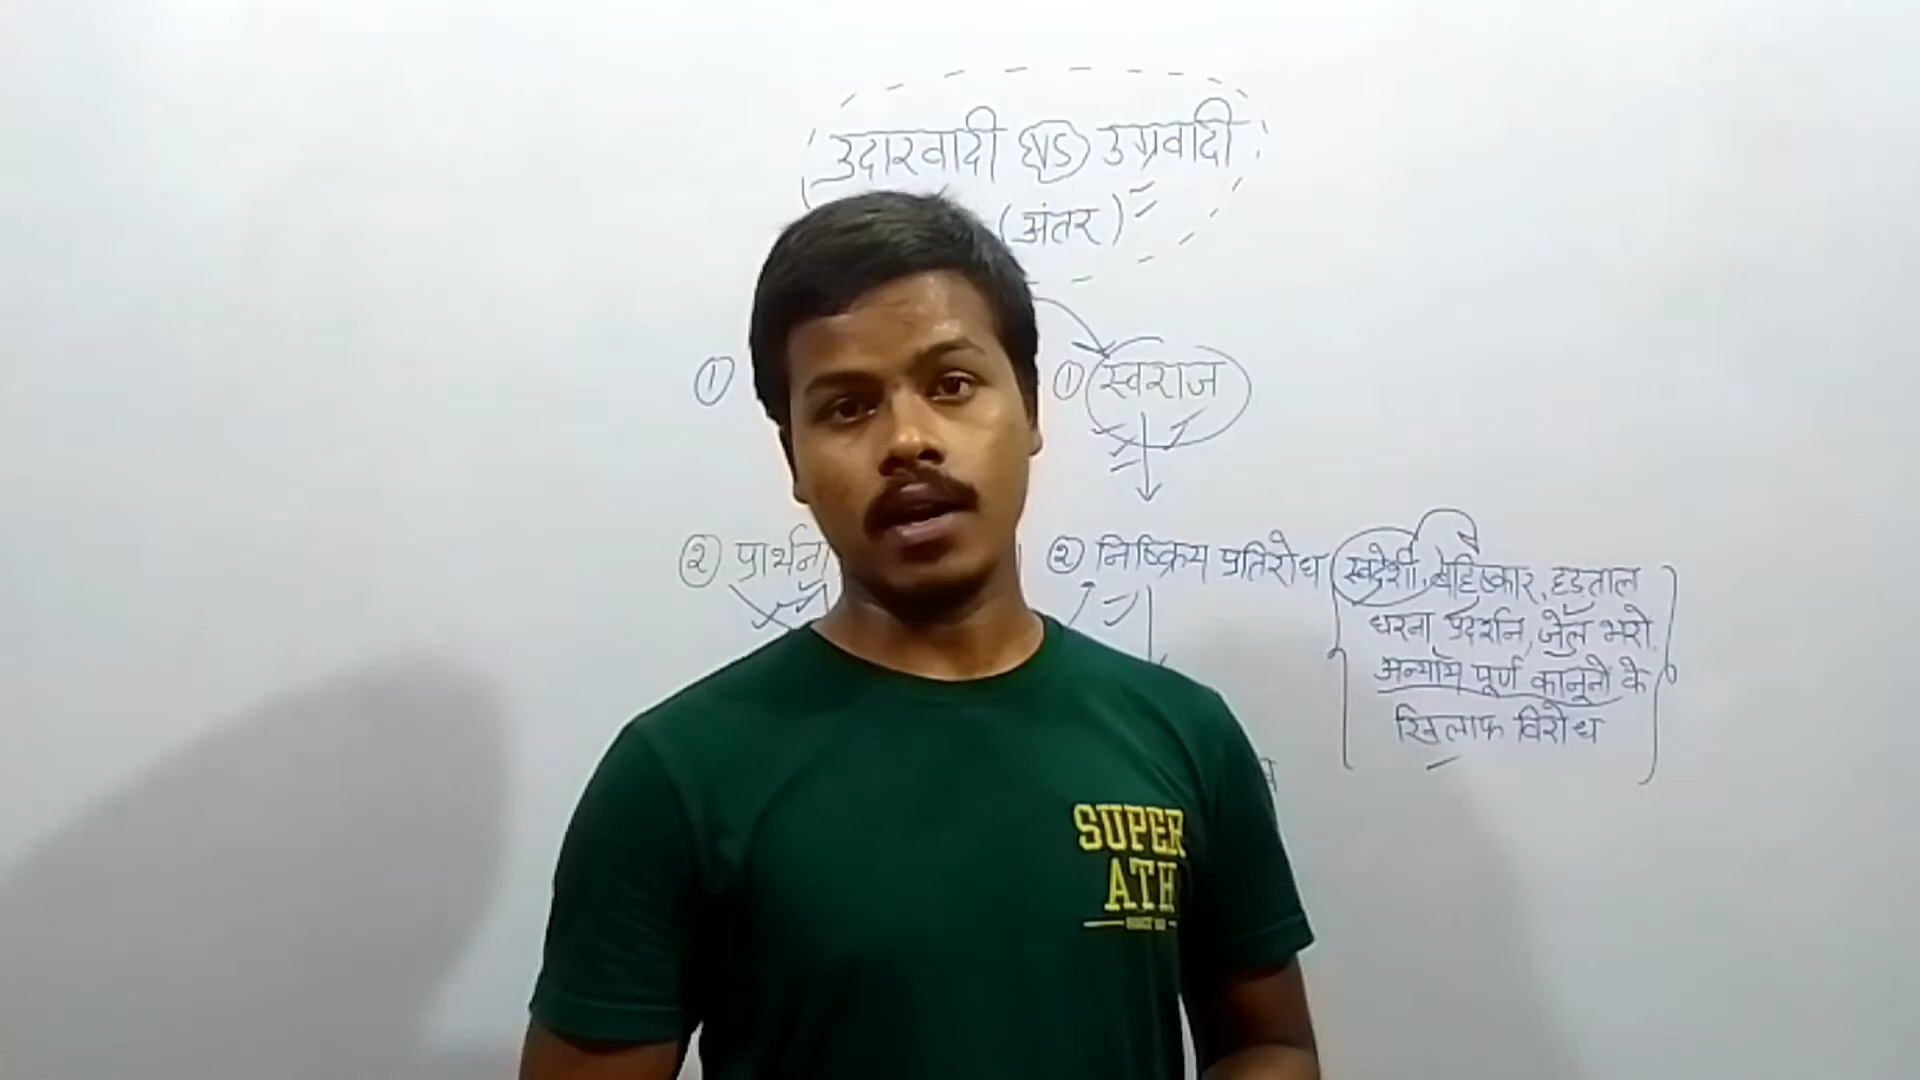 उदारवादी VS उग्रवादी
(अंतर)
①
① स्वराज
② प्रार्थना
② निष्क्रिय प्रतिरोध
स्वदेशी, बहिष्कार, हड़ताल
धरना प्रदर्शन, जेल भरो,
अन्याय पूर्ण कानूनों के
खिलाफ विरोध
SUPER
ATH